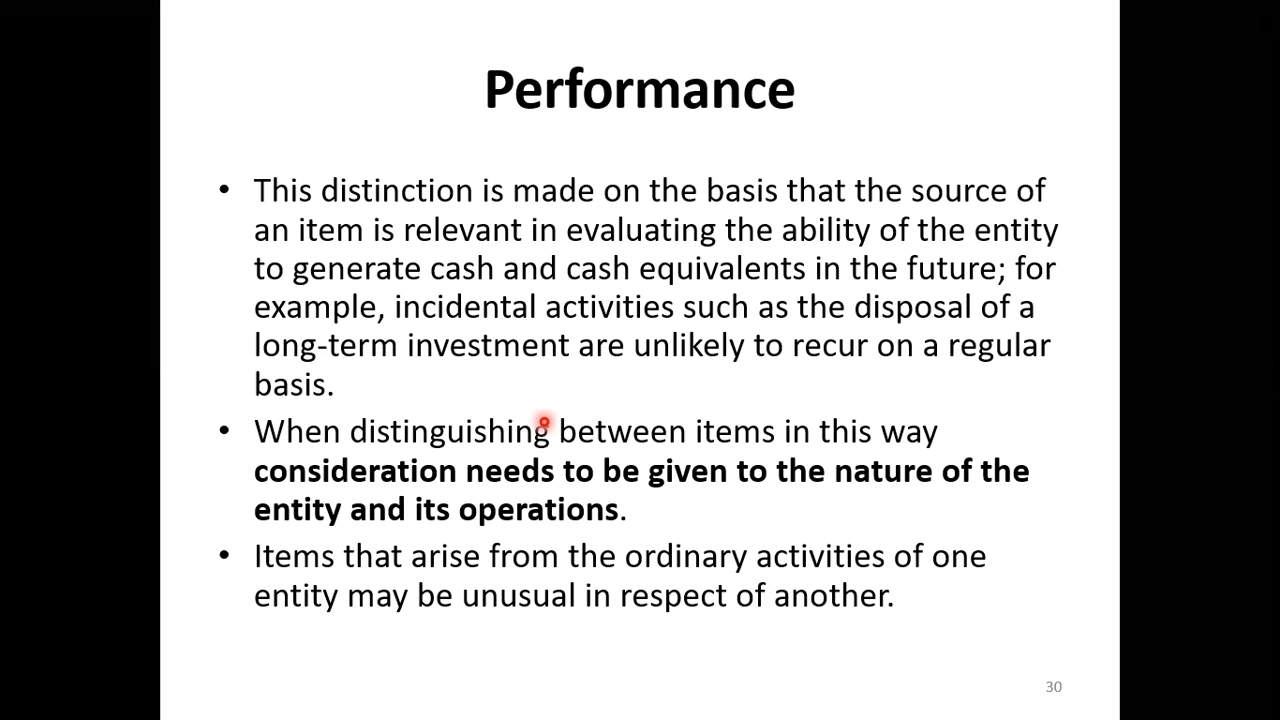 Performance
• This distinction is made on the basis that the source of
an item is relevant in evaluating the ability of the entity
to generate cash and cash equivalents in the future; for
example, incidental activities such as the disposal of a
long-term investment are unlikely to recur on a regular
basis.
• When distinguishing between items in this way
consideration needs to be given to the nature of the
entity and its operations.
• Items that arise from the ordinary activities of one
entity may be unusual in respect of another.
30